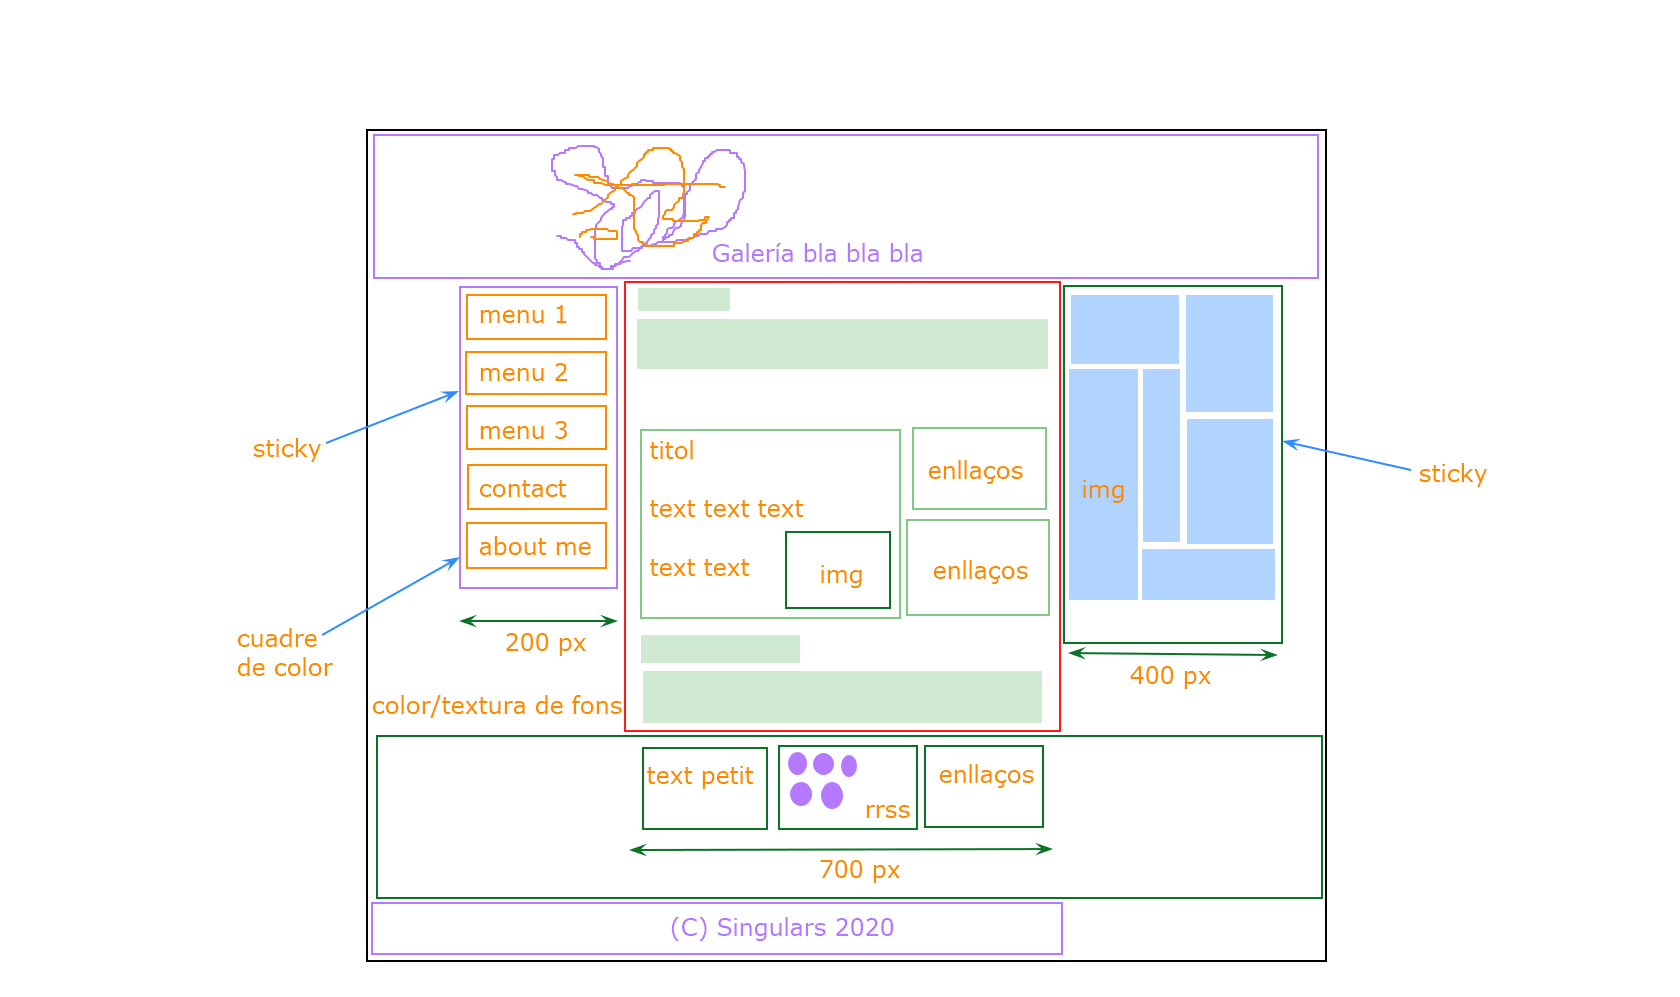 Galería bla bla bla
menu 1
menu 2
menu 3
contact
about me
sticky
cuadre
de color
200 px
color/textura de fons
titol
text text text
text text
img
enllaços
enllaços
img
sticky
400 px
text petit
rrss
enllaços
700 px
(C) Singulars 2020